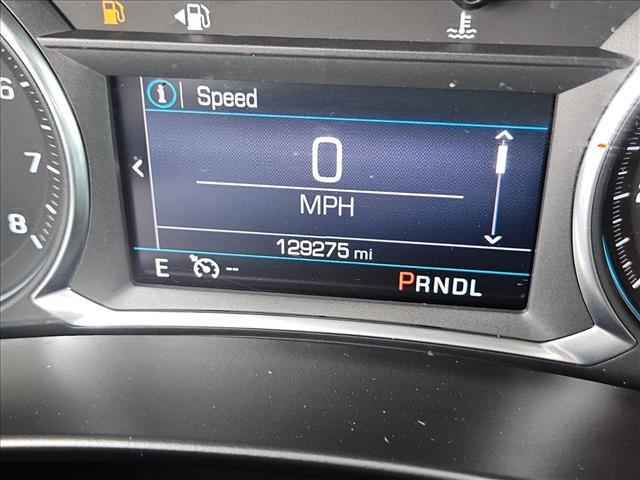 6
7
8
i Speed
0
MPH
129275 mi
E --
PRNDL